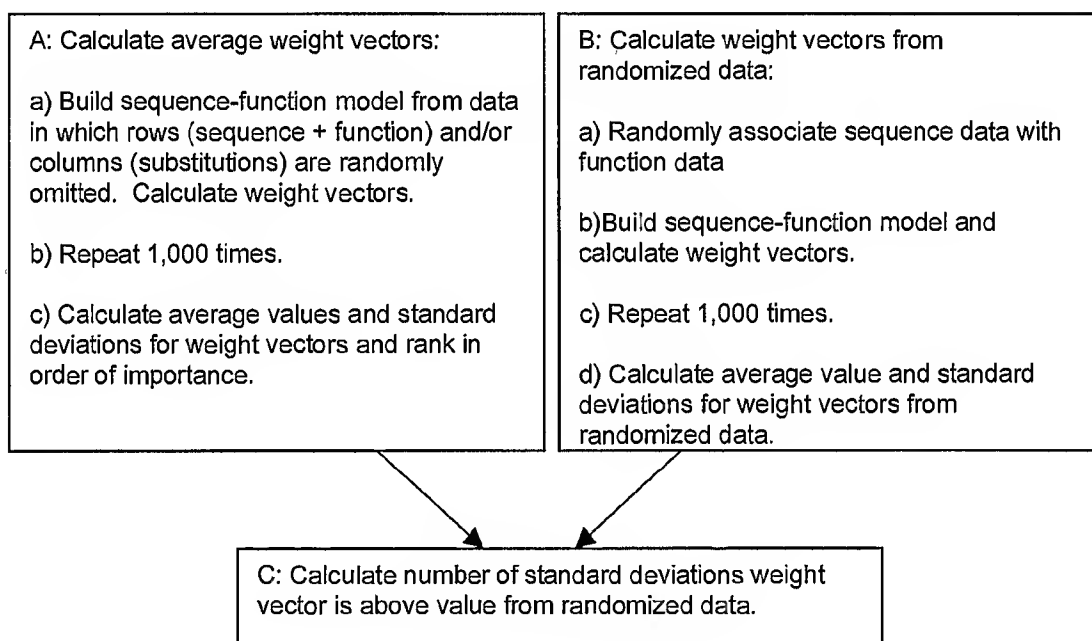 A: Calculate average weight vectors:
a) Build sequence-function model from data
in which rows (sequence + function) and/or
columns (substitutions) are randomly
omitted. Calculate weight vectors.
b) Repeat 1,000 times.
c) Calculate average values and standard
deviations for weight vectors and rank in
order of importance.
B: Calculate weight vectors from
randomized data:
a) Randomly associate sequence data with
function data
b)Build sequence-function model and
calculate weight vectors.
c) Repeat 1,000 times.
d) Calculate average value and standard
deviations for weight vectors from
randomized data.
C: Calculate number of standard deviations weight
vector is above value from randomized data.